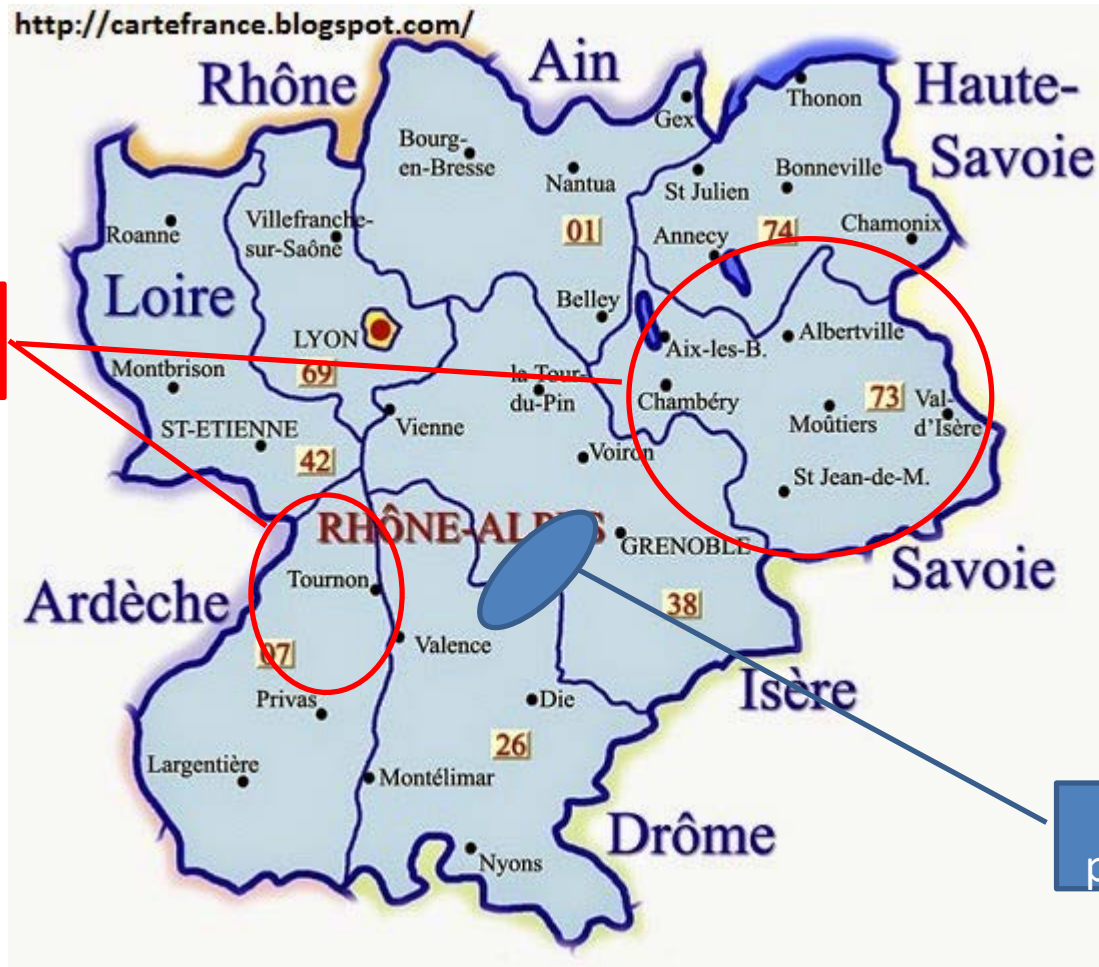 http://cartefrance.blogspot.com/
Rhône
Ain
Haute-
Savoie
Thonon
Gex
Bourg-
en-Bresse
Nantua
St Julien
Bonneville
Roanne
Villefranche-
sur-Saône
01
Annecy
74
Chamonix
Loire
Belley
LYON
Aix-les-B.
Albertville
Montbrison
69
la Tour-
du-Pin
Chambéry
73
Val-
d'Isère
Moûtiers
Vienne
ST-ETIENNE
42
Voiron
St Jean-de-M.
RHÔNE-ALPES
GRENOBLE
Savoie
Ardèche
Tournon
38
07
Valence
Privas
Die
Isère
26
Largentière
Montélimar
Drôme
Nyons